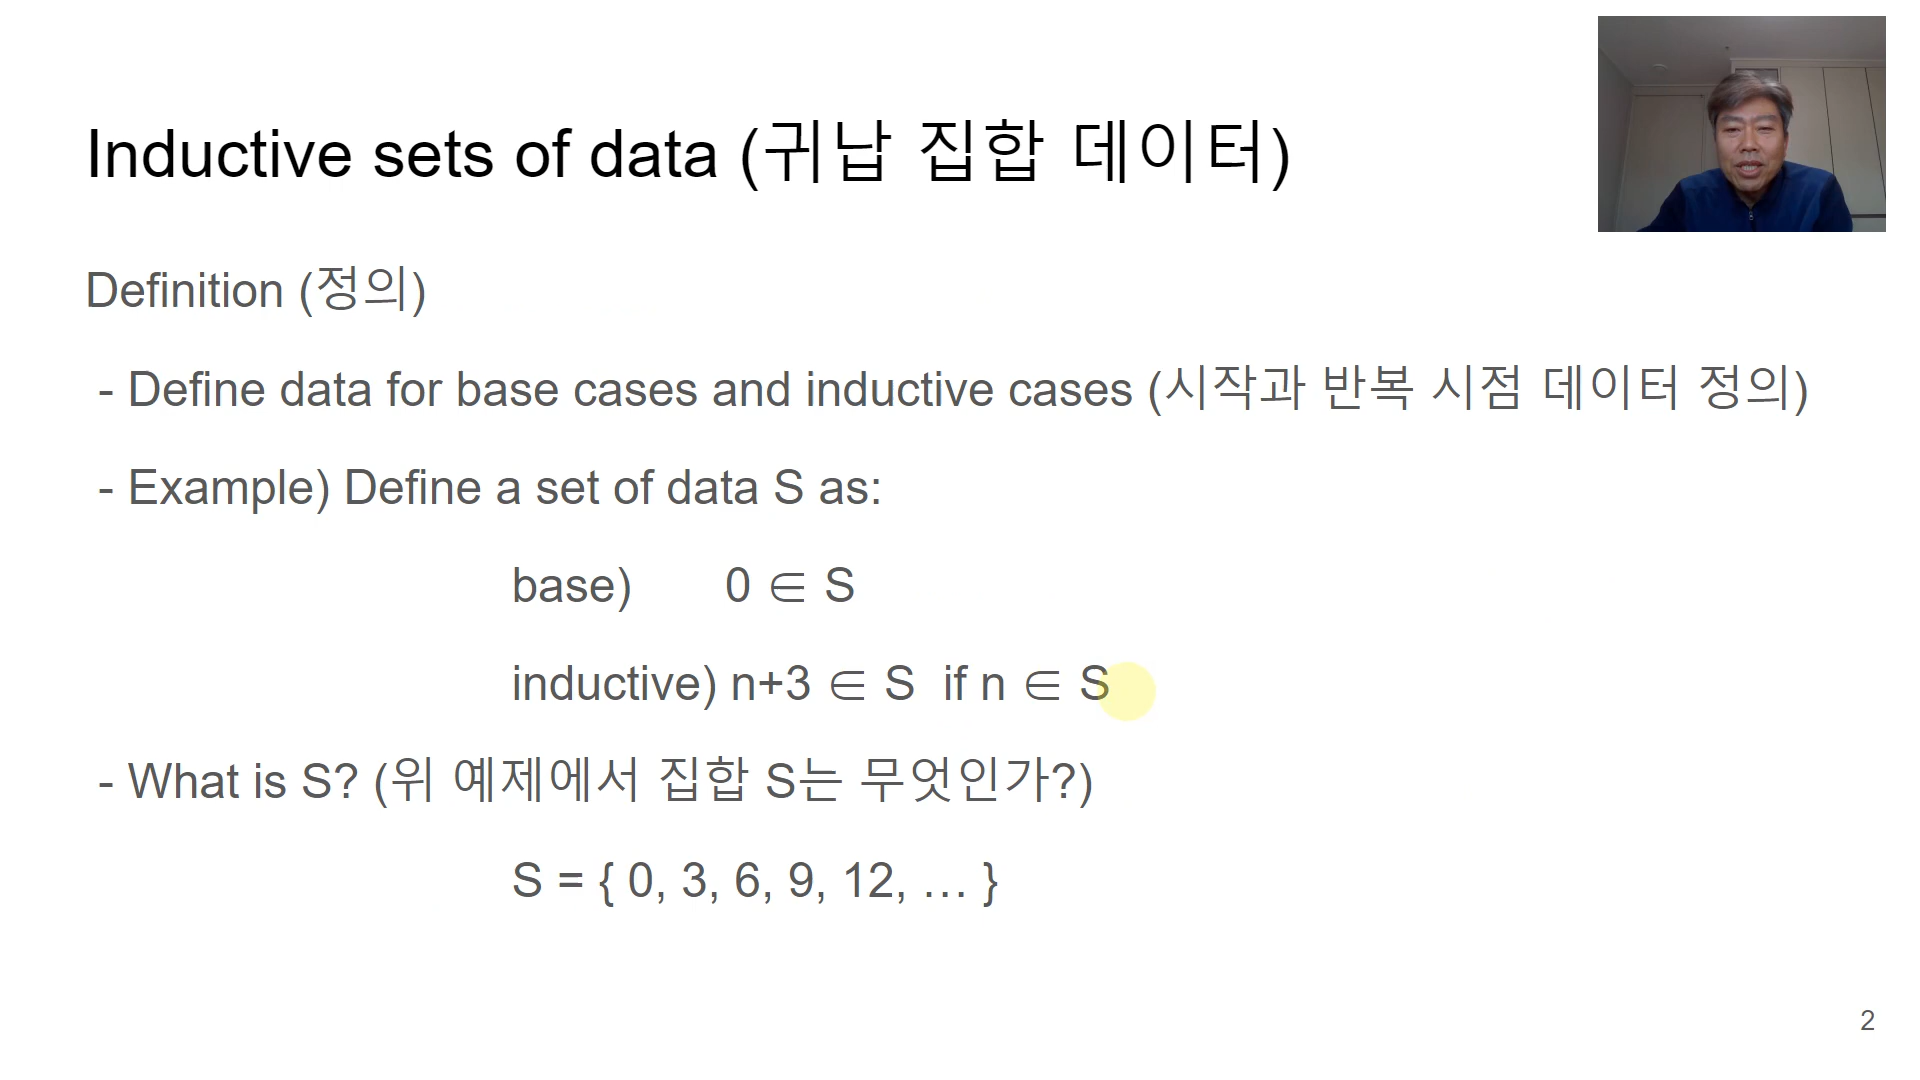 Inductive sets of data (귀납 집합 데이터)
Definition (정의)
- Define data for base cases and inductive cases (시작과 반복 시점 데이터 정의)
- Example) Define a set of data S as:
base) 0 ∈ S
inductive) n+3 ∈ S if n ∈ S
- What is S? (위 예제에서 집합 S는 무엇인가?)
S = { 0, 3, 6, 9, 12, … }
2